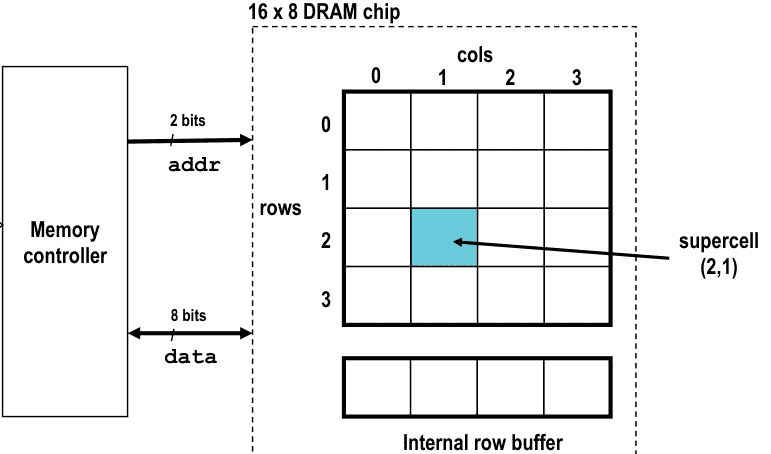 16 x 8 DRAM chip
cols
0 1 2 3
2 bits
addr
0
1
rows
2
3
Memory
controller
supercell
(2,1)
8 bits
data
Internal row buffer